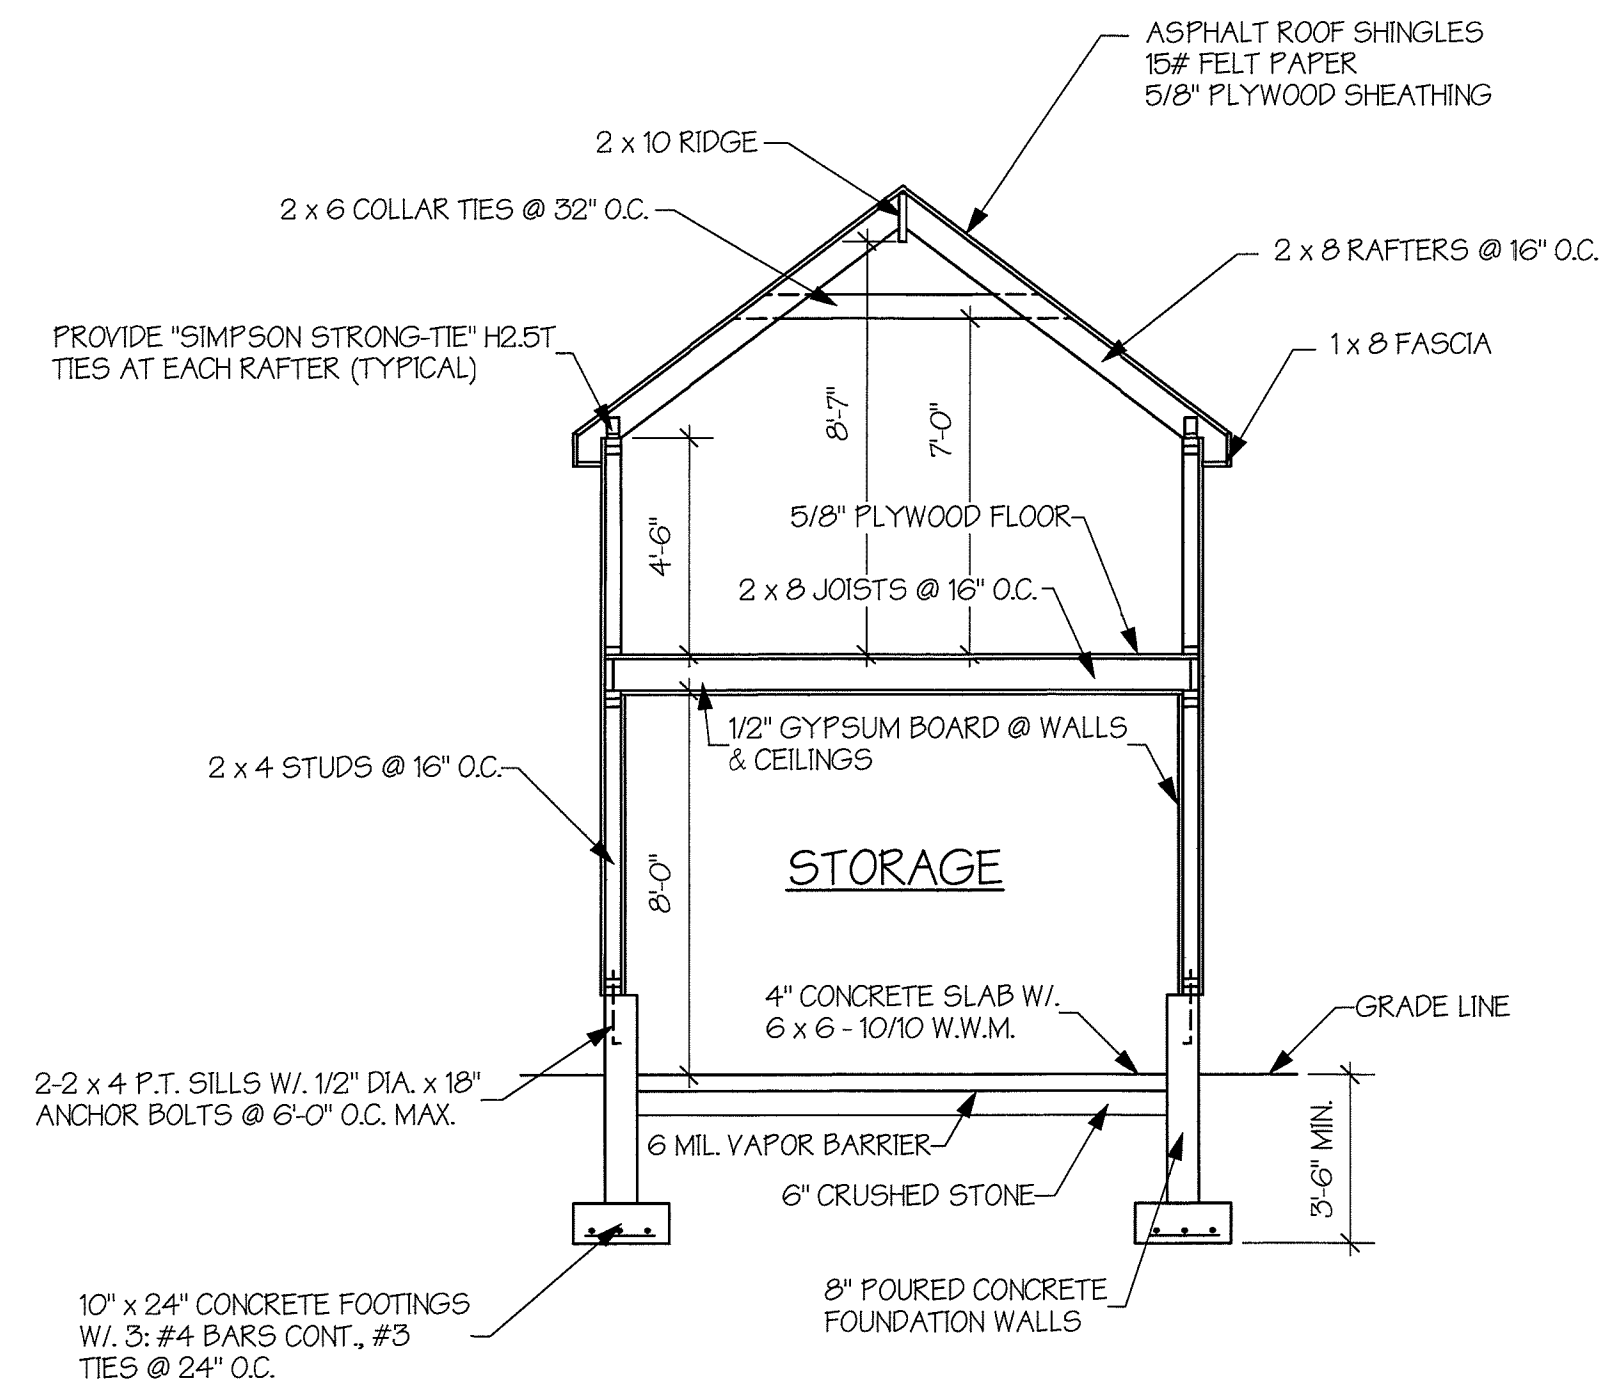 ASPHALT ROOF SHINGLES
15# FELT PAPER
5/8" PLYWOOD SHEATHING
2 x 10 RIDGE
2 x 6 COLLAR TIES @ 32" O.C.
2 x 8 RAFTERS @ 16" O.C.
PROVIDE "SIMPSON STRONG-TIE" H2.5T
TIES AT EACH RAFTER (TYPICAL)
1 x 8 FASCIA
8'-7"
7'-0"
4'-6"
5/8" PLYWOOD FLOOR
2 x 8 JOISTS @ 16" O.C.
1/2" GYPSUM BOARD @ WALLS
& CEILINGS
2 x 4 STUDS @ 16" O.C.
8'-0"
STORAGE
4" CONCRETE SLAB W/.
6 x 6 - 10/10 W.W.M.
GRADE LINE
2-2 x 4 P.T. SILLS W/. 1/2" DIA. x 18"
ANCHOR BOLTS @ 6'-0" O.C. MAX.
6 MIL. VAPOR BARRIER
3'-6" MIN.
6" CRUSHED STONE
8" POURED CONCRETE
FOUNDATION WALLS
10" x 24" CONCRETE FOOTINGS
W/. 3: #4 BARS CONT., #3
TIES @ 24" O.C.